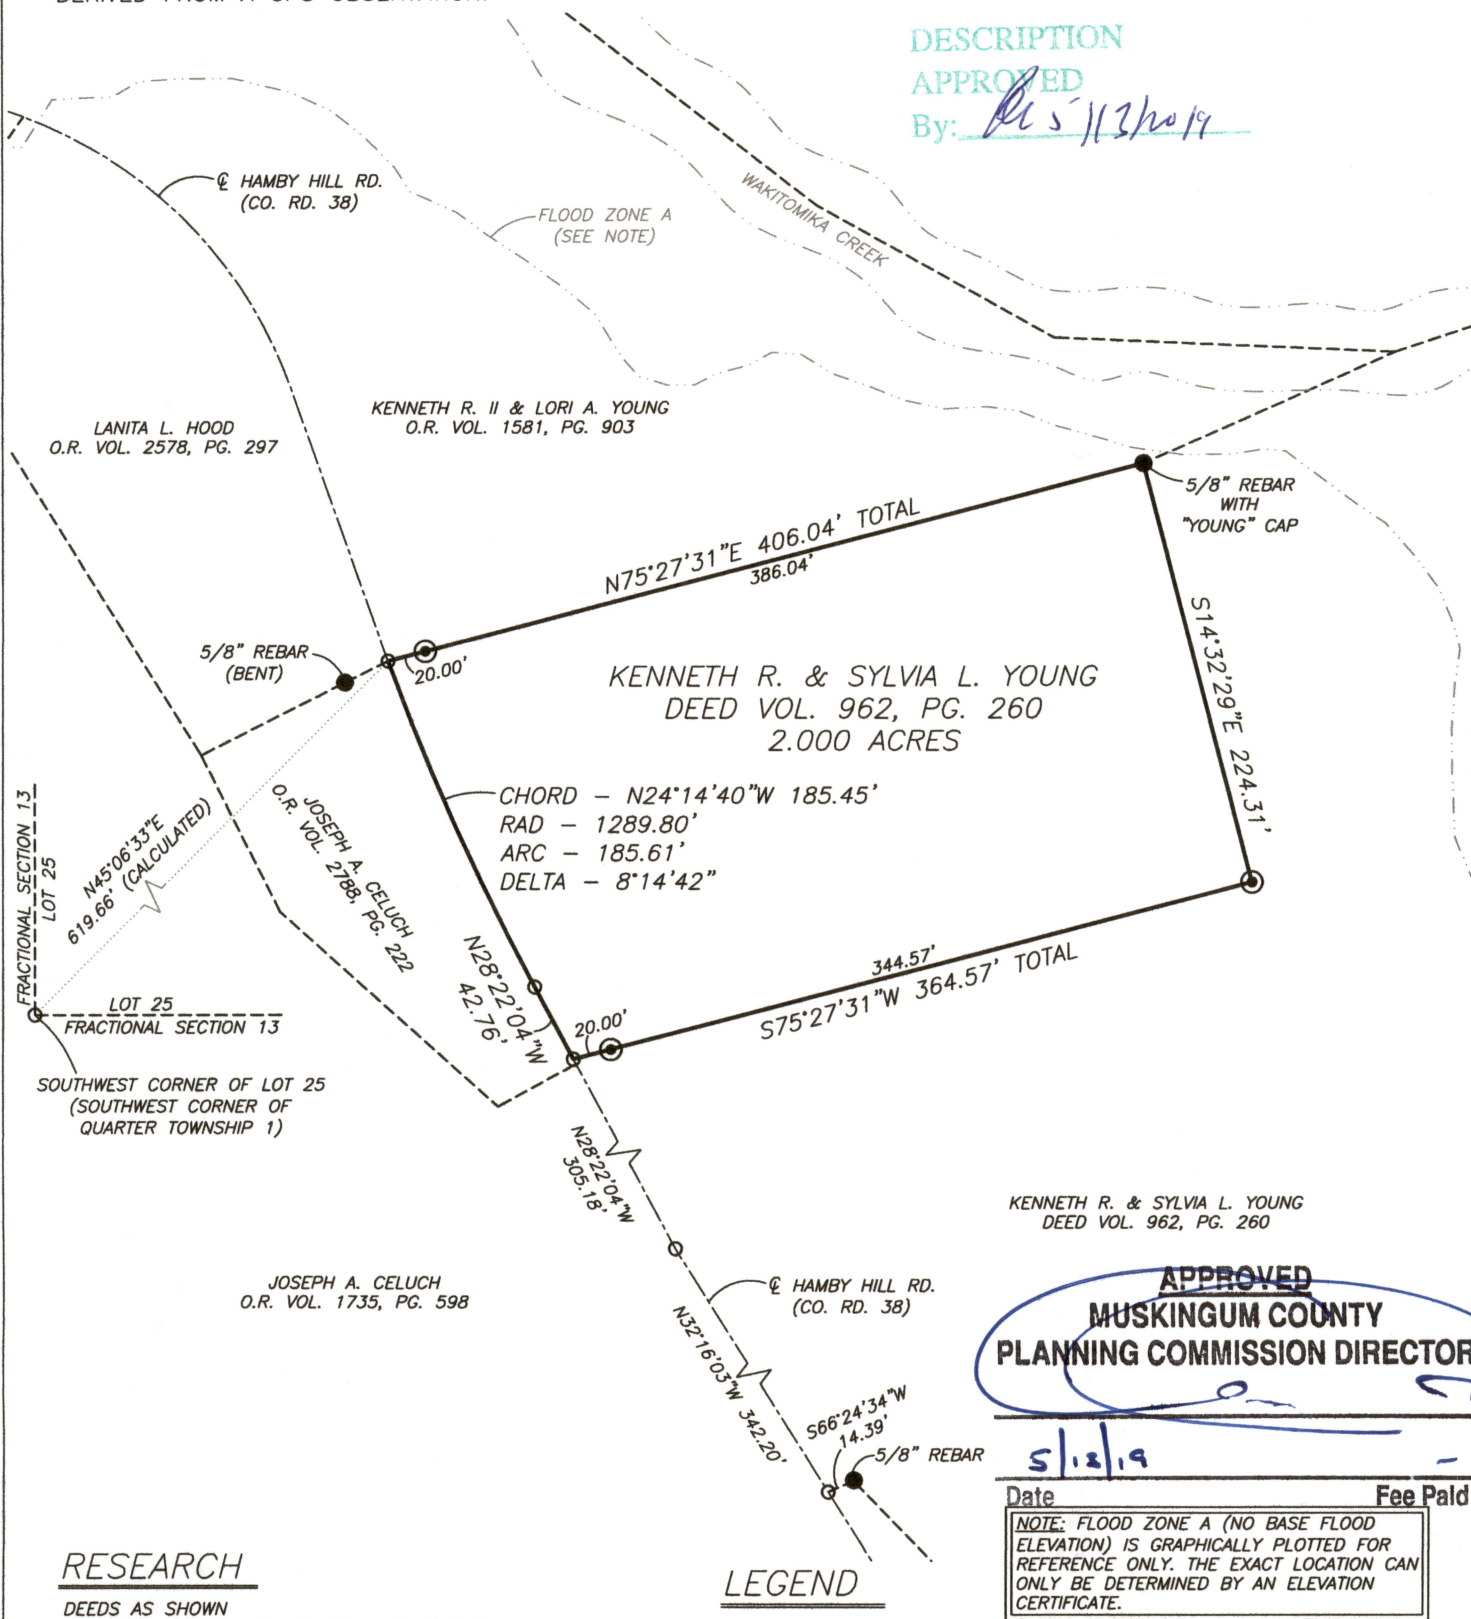 DESCRIPTION
APPROVED
By: 5/13/2019
℄ HAMBY HILL RD.
(CO. RD. 38)
FLOOD ZONE A
(SEE NOTE)
WAKITOMIKA CREEK
LANITA L. HOOD
O.R. VOL. 2578, PG. 297
KENNETH R. II & LORI A. YOUNG
O.R. VOL. 1581, PG. 903
5/8" REBAR
WITH
"YOUNG" CAP
N75°27'31"E 406.04' TOTAL
386.04'
20.00'
5/8" REBAR
(BENT)
S14°32'29"E 224.31'
KENNETH R. & SYLVIA L. YOUNG
DEED VOL. 962, PG. 260
2.000 ACRES
CHORD – N24°14'40"W 185.45'
RAD – 1289.80'
ARC – 185.61'
DELTA – 8°14'42"
JOSEPH A. CELUCH
O.R. VOL. 2788, PG. 222
N45°06'33"E
619.66' (CALCULATED)
FRACTIONAL SECTION 13
LOT 25
LOT 25
FRACTIONAL SECTION 13
SOUTHWEST CORNER OF LOT 25
(SOUTHWEST CORNER OF
QUARTER TOWNSHIP 1)
N28°22'04"W
42.76'
20.00'
344.57'
S75°27'31"W 364.57' TOTAL
N28°22'04"W
305.18'
KENNETH R. & SYLVIA L. YOUNG
DEED VOL. 962, PG. 260
JOSEPH A. CELUCH
O.R. VOL. 1735, PG. 598
℄ HAMBY HILL RD.
(CO. RD. 38)
N32°16'03"W 342.20'
S66°24'34"W
14.39'
5/8" REBAR
APPROVED
MUSKINGUM COUNTY
PLANNING COMMISSION DIRECTOR
5/13/19 -
Date Fee Paid
NOTE: FLOOD ZONE A (NO BASE FLOOD
ELEVATION) IS GRAPHICALLY PLOTTED FOR
REFERENCE ONLY. THE EXACT LOCATION CAN
ONLY BE DETERMINED BY AN ELEVATION
CERTIFICATE.
RESEARCH
DEEDS AS SHOWN
LEGEND